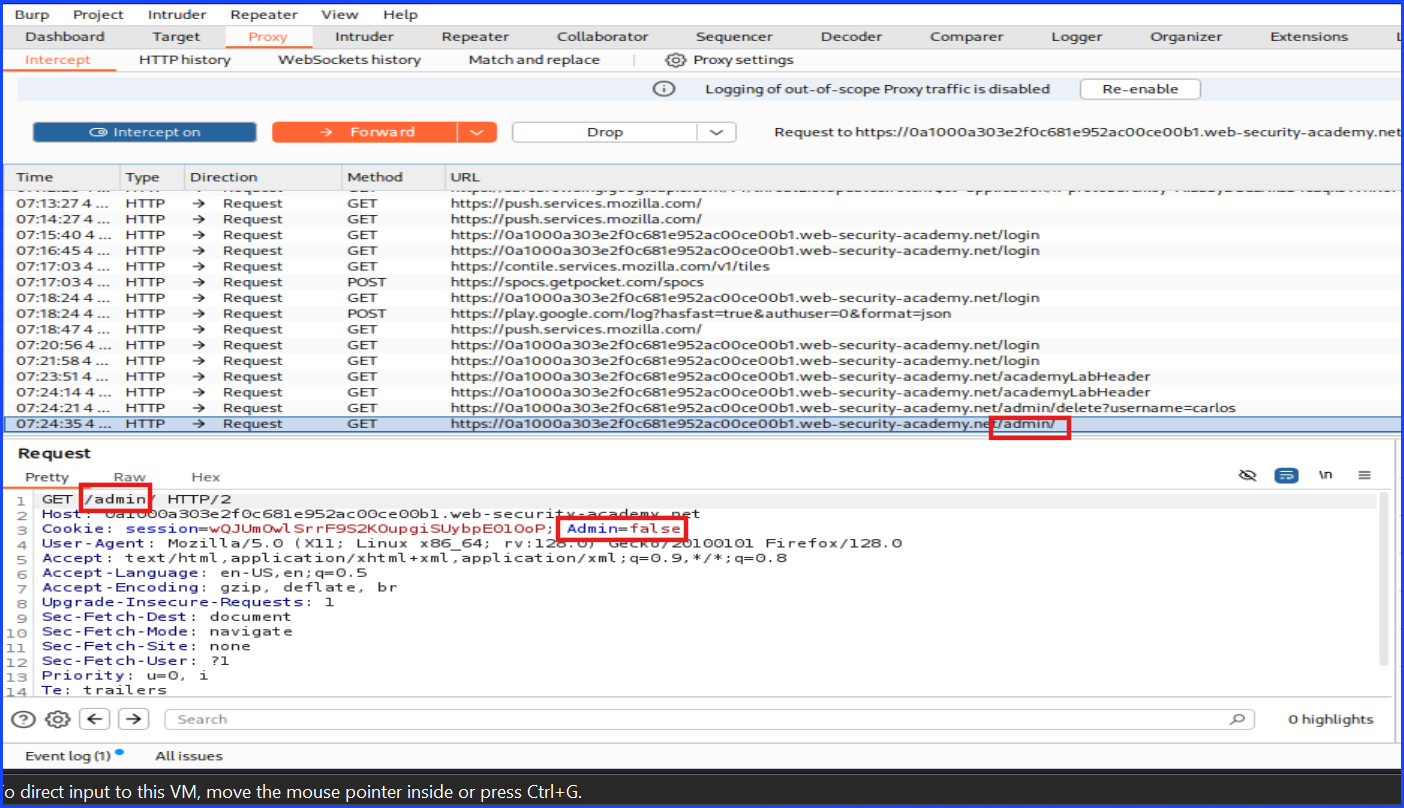 Burp Project Intruder Repeater View Help
Dashboard Target Proxy Intruder Repeater Collaborator Sequencer Decoder Comparer Logger Organizer Extensions
Intercept HTTP history WebSockets history Match and replace Proxy settings
Logging of out-of-scope Proxy traffic is disabled Re-enable
Intercept on → Forward Drop Request to https://0a1000a303e2f0c681e952ac00ce00b1.web-security-academy.net
Time Type Direction Method URL
07:13:27 4 ... HTTP → Request GET https://push.services.mozilla.com/
07:14:27 4 ... HTTP → Request GET https://push.services.mozilla.com/
07:15:40 4 ... HTTP → Request GET https://0a1000a303e2f0c681e952ac00ce00b1.web-security-academy.net/login
07:16:45 4 ... HTTP → Request GET https://0a1000a303e2f0c681e952ac00ce00b1.web-security-academy.net/login
07:17:03 4 ... HTTP → Request GET https://contile.services.mozilla.com/v1/tiles
07:17:03 4 ... HTTP → Request POST https://spocs.getpocket.com/spocs
07:18:24 4 ... HTTP → Request GET https://0a1000a303e2f0c681e952ac00ce00b1.web-security-academy.net/login
07:18:24 4 ... HTTP → Request POST https://play.google.com/log?hasfast=true&authuser=0&format=json
07:18:47 4 ... HTTP → Request GET https://push.services.mozilla.com/
07:20:56 4 ... HTTP → Request GET https://0a1000a303e2f0c681e952ac00ce00b1.web-security-academy.net/login
07:21:58 4 ... HTTP → Request GET https://0a1000a303e2f0c681e952ac00ce00b1.web-security-academy.net/login
07:23:51 4 ... HTTP → Request GET https://0a1000a303e2f0c681e952ac00ce00b1.web-security-academy.net/academyLabHeader
07:24:14 4 ... HTTP → Request GET https://0a1000a303e2f0c681e952ac00ce00b1.web-security-academy.net/academyLabHeader
07:24:21 4 ... HTTP → Request GET https://0a1000a303e2f0c681e952ac00ce00b1.web-security-academy.net/admin/delete?username=carlos
07:24:35 4 ... HTTP → Request GET https://0a1000a303e2f0c681e952ac00ce00b1.web-security-academy.net/admin/
Request
Pretty Raw Hex \n
1 GET /admin/ HTTP/2
2 Host: 0a1000a303e2f0c681e952ac00ce00b1.web-security-academy.net
3 Cookie: session=wQJUmOwlSrrF9S2KOupgiSUybpE0lOoP; Admin=false
4 User-Agent: Mozilla/5.0 (X11; Linux x86_64; rv:128.0) Gecko/20100101 Firefox/128.0
5 Accept: text/html,application/xhtml+xml,application/xml;q=0.9,*/*;q=0.8
6 Accept-Language: en-US,en;q=0.5
7 Accept-Encoding: gzip, deflate, br
8 Upgrade-Insecure-Requests: 1
9 Sec-Fetch-Dest: document
10 Sec-Fetch-Mode: navigate
11 Sec-Fetch-Site: none
12 Sec-Fetch-User: ?1
13 Priority: u=0, i
14 Te: trailers
Search 0 highlights
Event log (1) All issues
o direct input to this VM, move the mouse pointer inside or press Ctrl+G.